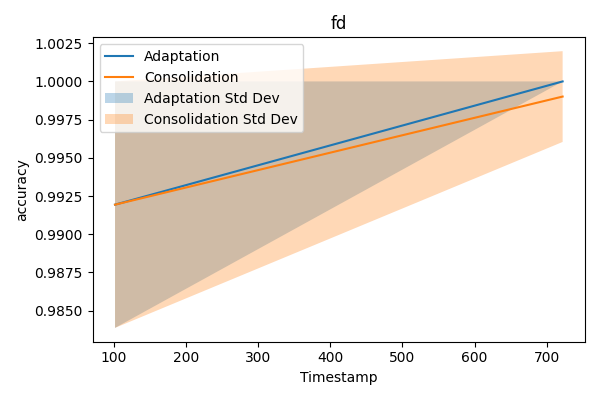 fd
Adaptation
Consolidation
Adaptation Std Dev
Consolidation Std Dev
accuracy
1.0025
1.0000
0.9975
0.9950
0.9925
0.9900
0.9875
0.9850
100 200 300 400 500 600 700
Timestamp